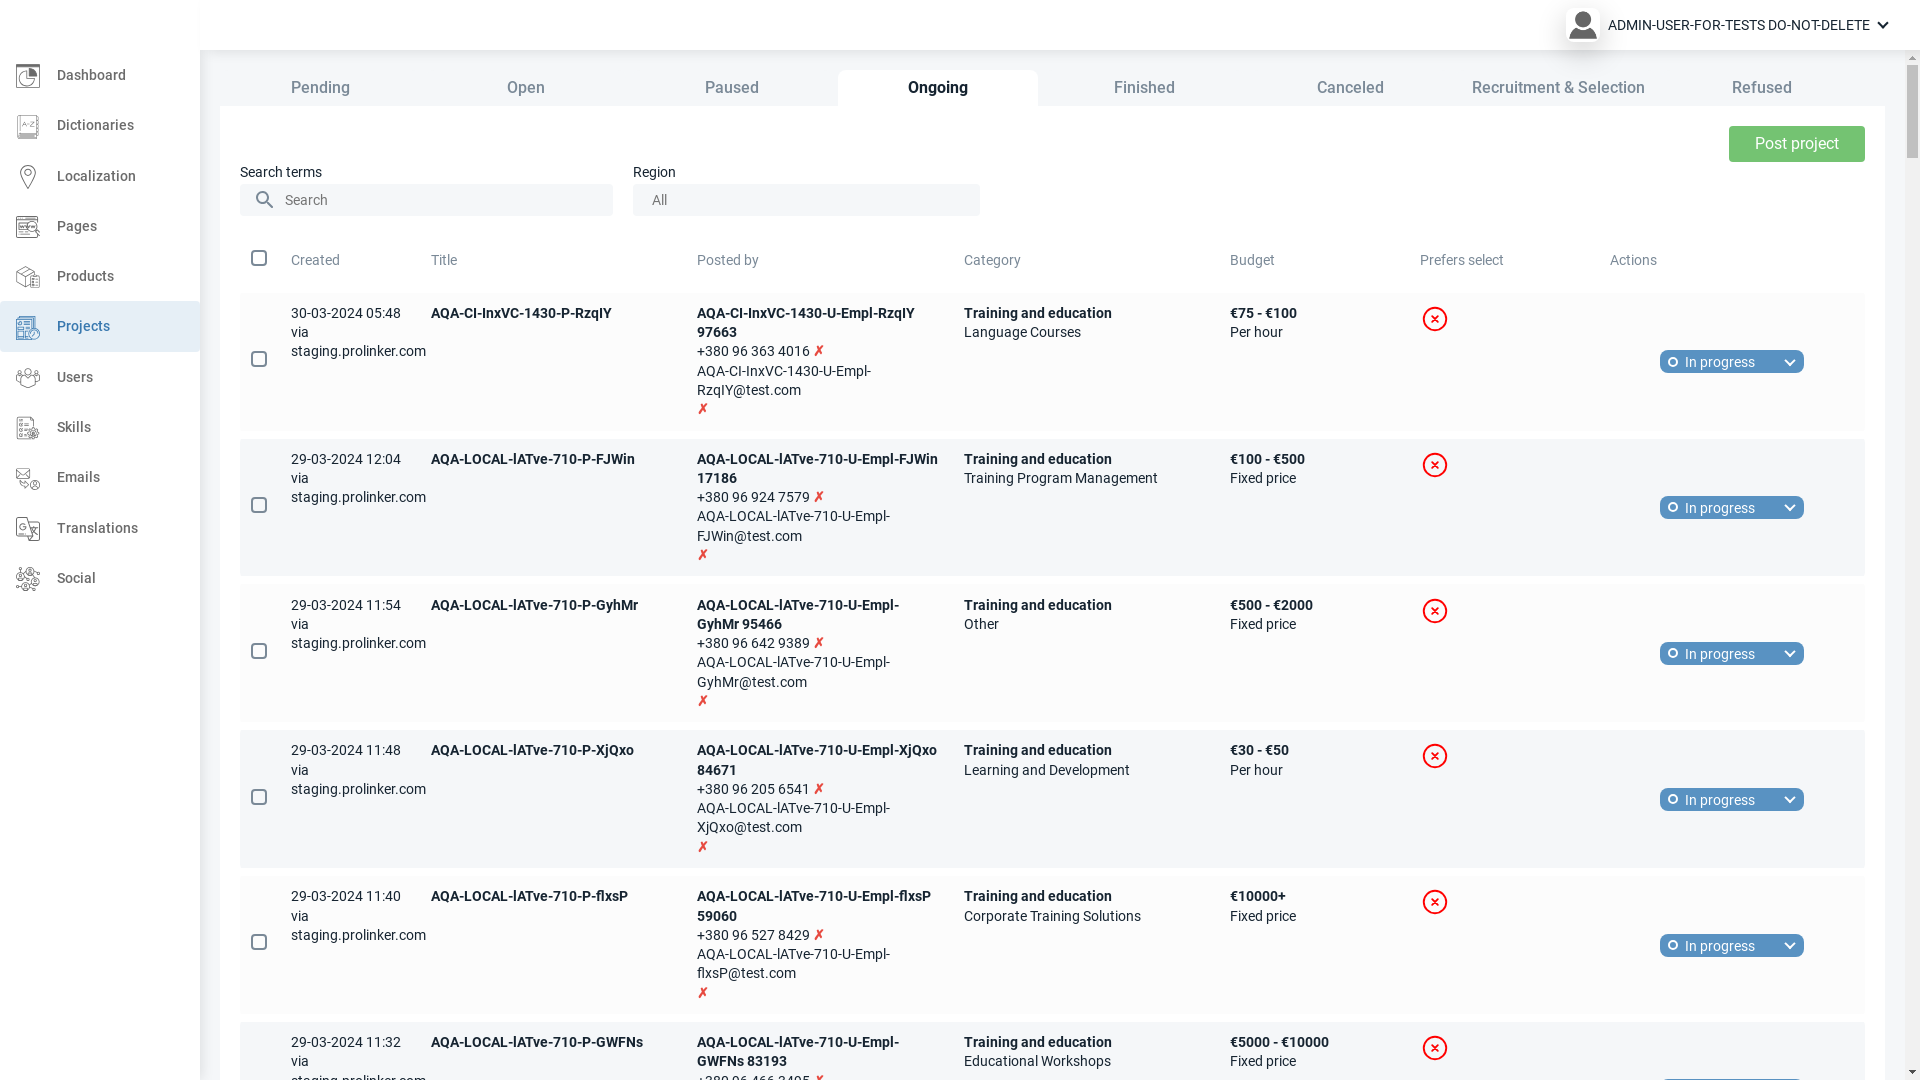 ADMIN-USER-FOR-TESTS DO-NOT-DELETE
Dashboard
Dictionaries
Localization
Pages
Products
Projects
Users
Skills
Emails
Translations
Social
Pending
Open
Paused
Ongoing
Finished
Canceled
Recruitment & Selection
Refused
Post project
Search terms
Search
Region
All
Created
Title
Posted by
Category
Budget
Prefers select
Actions
30-03-2024 05:48
via
staging.prolinker.com
AQA-CI-InxVC-1430-P-RzqIY
AQA-CI-InxVC-1430-U-Empl-RzqIY
97663
+380 96 363 4016 ✗
AQA-CI-InxVC-1430-U-Empl-
RzqIY@test.com
✗
Training and education
Language Courses
€75 - €100
Per hour
In progress
29-03-2024 12:04
via
staging.prolinker.com
AQA-LOCAL-lATve-710-P-FJWin
AQA-LOCAL-lATve-710-U-Empl-FJWin
17186
+380 96 924 7579 ✗
AQA-LOCAL-lATve-710-U-Empl-
FJWin@test.com
✗
Training and education
Training Program Management
€100 - €500
Fixed price
In progress
29-03-2024 11:54
via
staging.prolinker.com
AQA-LOCAL-lATve-710-P-GyhMr
AQA-LOCAL-lATve-710-U-Empl-
GyhMr 95466
+380 96 642 9389 ✗
AQA-LOCAL-lATve-710-U-Empl-
GyhMr@test.com
✗
Training and education
Other
€500 - €2000
Fixed price
In progress
29-03-2024 11:48
via
staging.prolinker.com
AQA-LOCAL-lATve-710-P-XjQxo
AQA-LOCAL-lATve-710-U-Empl-XjQxo
84671
+380 96 205 6541 ✗
AQA-LOCAL-lATve-710-U-Empl-
XjQxo@test.com
✗
Training and education
Learning and Development
€30 - €50
Per hour
In progress
29-03-2024 11:40
via
staging.prolinker.com
AQA-LOCAL-lATve-710-P-flxsP
AQA-LOCAL-lATve-710-U-Empl-flxsP
59060
+380 96 527 8429 ✗
AQA-LOCAL-lATve-710-U-Empl-
flxsP@test.com
✗
Training and education
Corporate Training Solutions
€10000+
Fixed price
In progress
29-03-2024 11:32
via
staging.prolinker.com
AQA-LOCAL-lATve-710-P-GWFNs
AQA-LOCAL-lATve-710-U-Empl-
GWFNs 83193
Training and education
Educational Workshops
€5000 - €10000
Fixed price